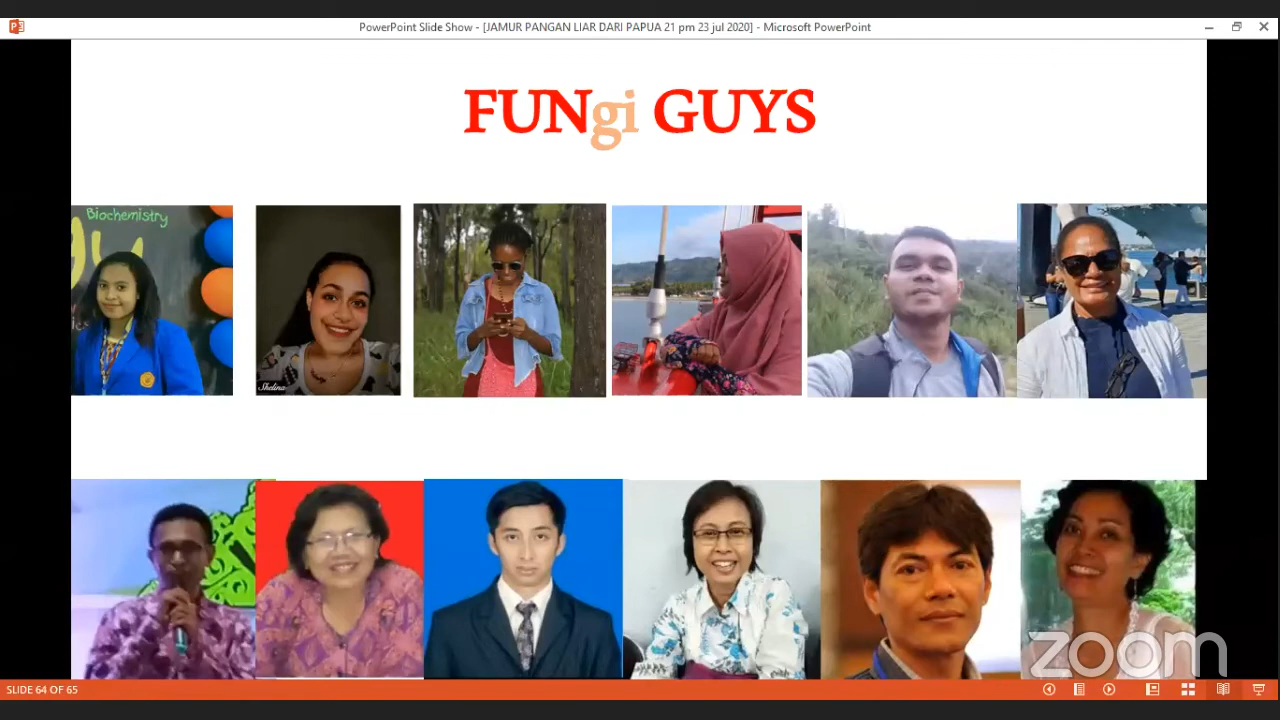 PowerPoint Slide Show - [JAMUR PANGAN LIAR DARI PAPUA 21 pm 23 jul 2020] - Microsoft PowerPoint
FUNgi GUYS
Biochemistry
Shelina
zoom
SLIDE 64 OF 65